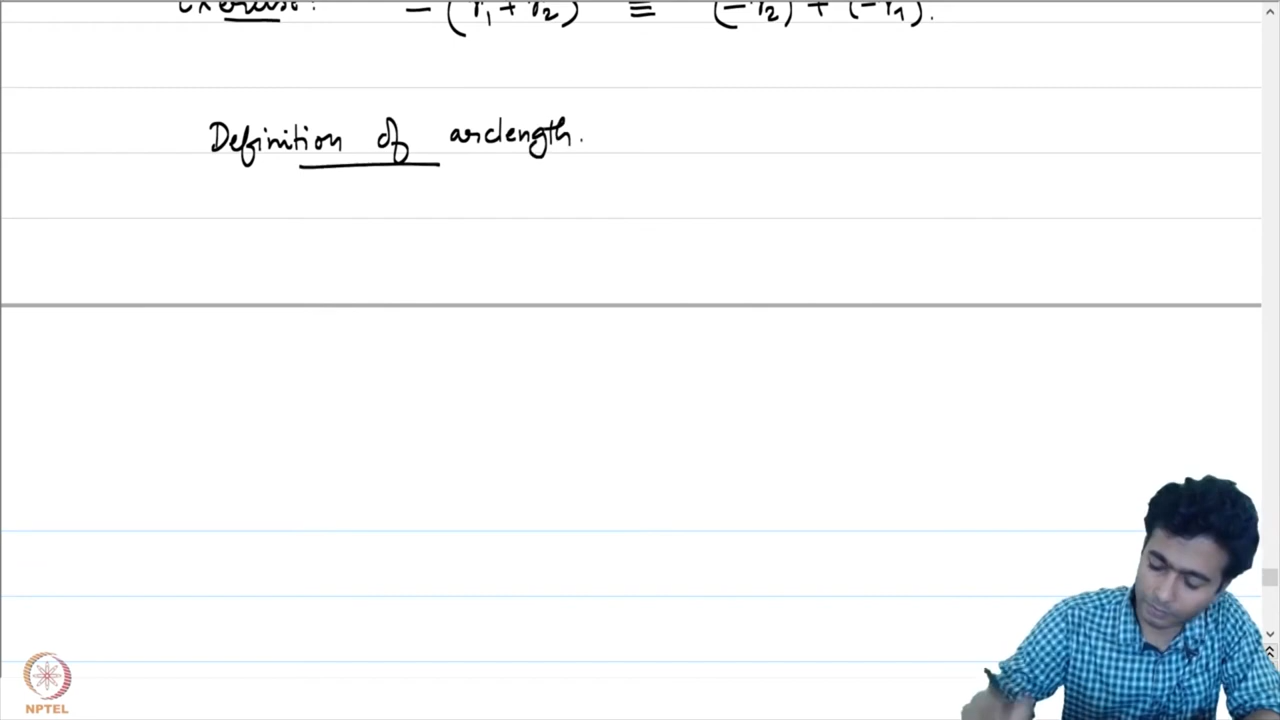 Exercise: - (γ₁ + γ₂) ≡ (-γ₂) + (-γ₁).
Definition of arclength.
NPTEL